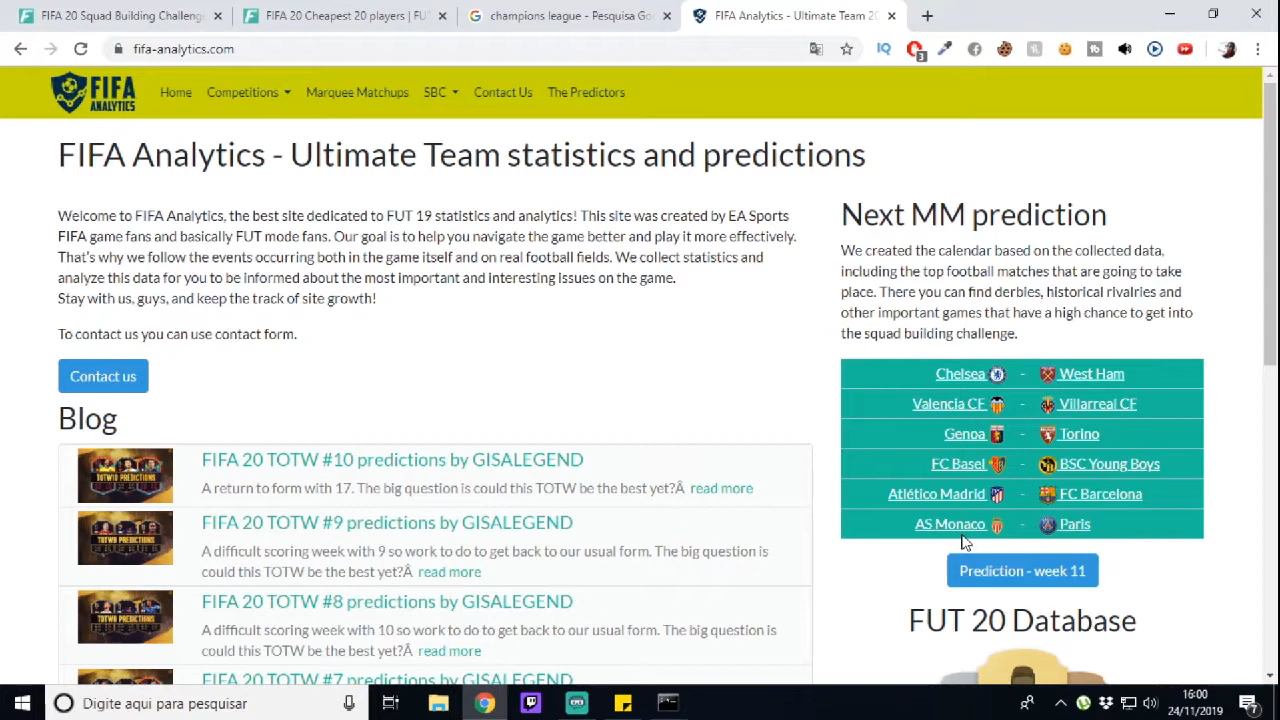 FIFA 20 Squad Building Challeng
FIFA 20 Cheapest 20 players | FU
champions league - Pesquisa Go
FIFA Analytics - Ultimate Team 20
fifa-analytics.com
3
FIFA
ANALYTICS
Home
Competitions
Marquee Matchups
SBC
Contact Us
The Predictors
FIFA Analytics - Ultimate Team statistics and predictions
Welcome to FIFA Analytics, the best site dedicated to FUT 19 statistics and analytics! This site was created by EA Sports
FIFA game fans and basically FUT mode fans. Our goal is to help you navigate the game better and play it more effectively.
That's why we follow the events occurring both in the game itself and on real football fields. We collect statistics and
analyze this data for you to be informed about the most important and interesting issues on the game.
Stay with us, guys, and keep the track of site growth!
To contact us you can use contact form.
Contact us
Blog
FIFA 20 TOTW #10 predictions by GISALEGEND
A return to form with 17. The big question is could this TOTW be the best yet?Â read more
FIFA 20 TOTW #9 predictions by GISALEGEND
A difficult scoring week with 9 so work to do to get back to our usual form. The big question is
could this TOTW be the best yet?Â read more
FIFA 20 TOTW #8 predictions by GISALEGEND
A difficult scoring week with 10 so work to do to get back to our usual form. The big question is
could this TOTW be the best yet?Â read more
FIFA 20 TOTW #7 predictions by GISALEGEND
Next MM prediction
We created the calendar based on the collected data,
including the top football matches that are going to take
place. There you can find derbies, historical rivalries and
other important games that have a high chance to get into
the squad building challenge.
Chelsea - West Ham
Valencia CF - Villarreal CF
Genoa - Torino
FC Basel - BSC Young Boys
Atlético Madrid - FC Barcelona
AS Monaco - Paris
Prediction - week 11
FUT 20 Database
Digite aqui para pesquisar
16:00
24/11/2019
7